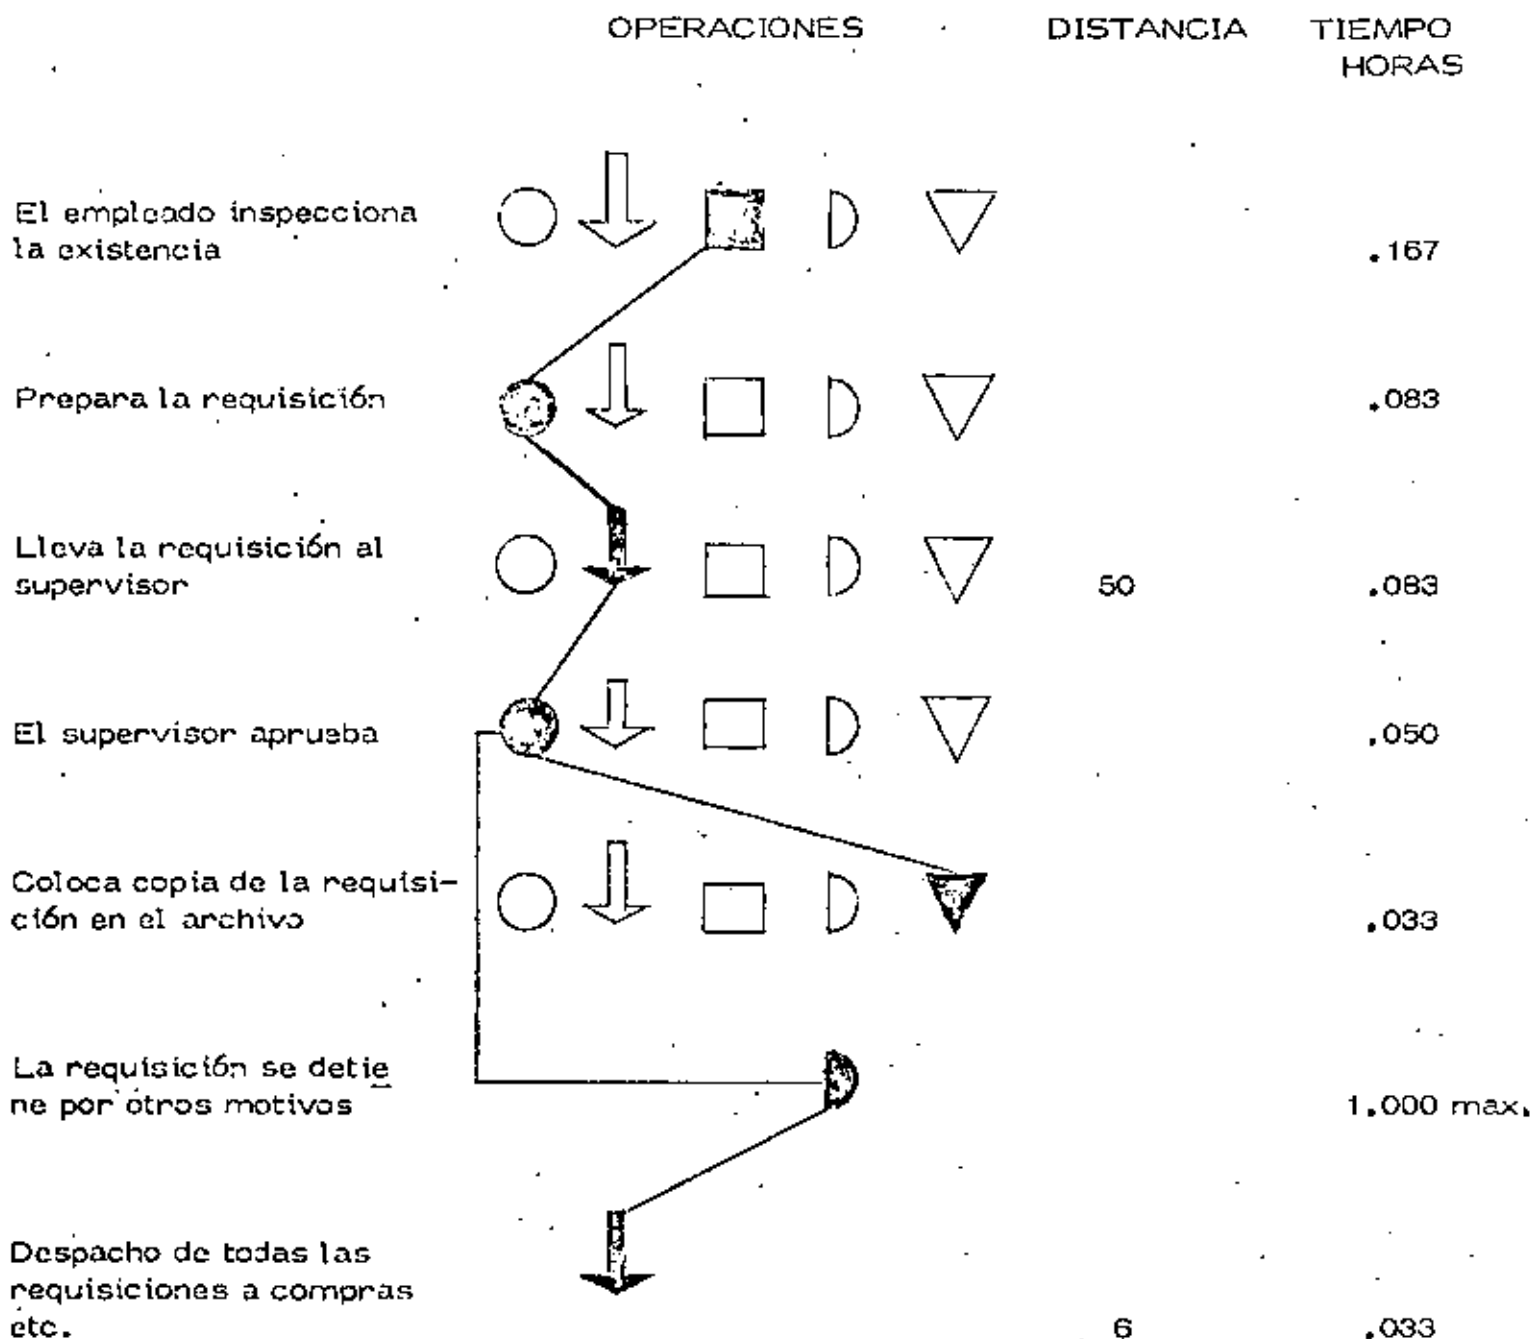 OPERACIONES DISTANCIA TIEMPO
HORAS
El empleado inspecciona
la existencia .167
Prepara la requisición .083
Lleva la requisición al
supervisor 50 .083
El supervisor aprueba .050
Coloca copia de la requisi-
ción en el archivo .033
La requisición se detie
ne por otros motivos 1.000 max.
Despacho de todas las
requisiciones a compras
etc. 6 .033